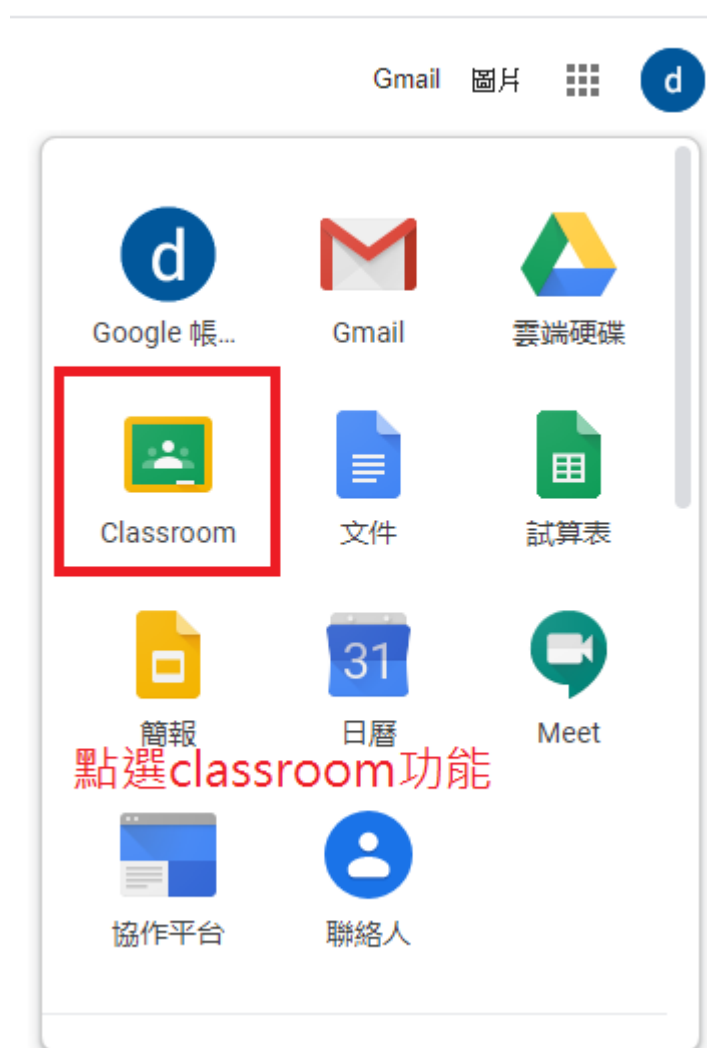 Gmail 圖片 d
d
Google 帳... Gmail 雲端硬碟
Classroom 文件 試算表
31
簡報 日曆 Meet
點選classroom功能
協作平台 聯絡人